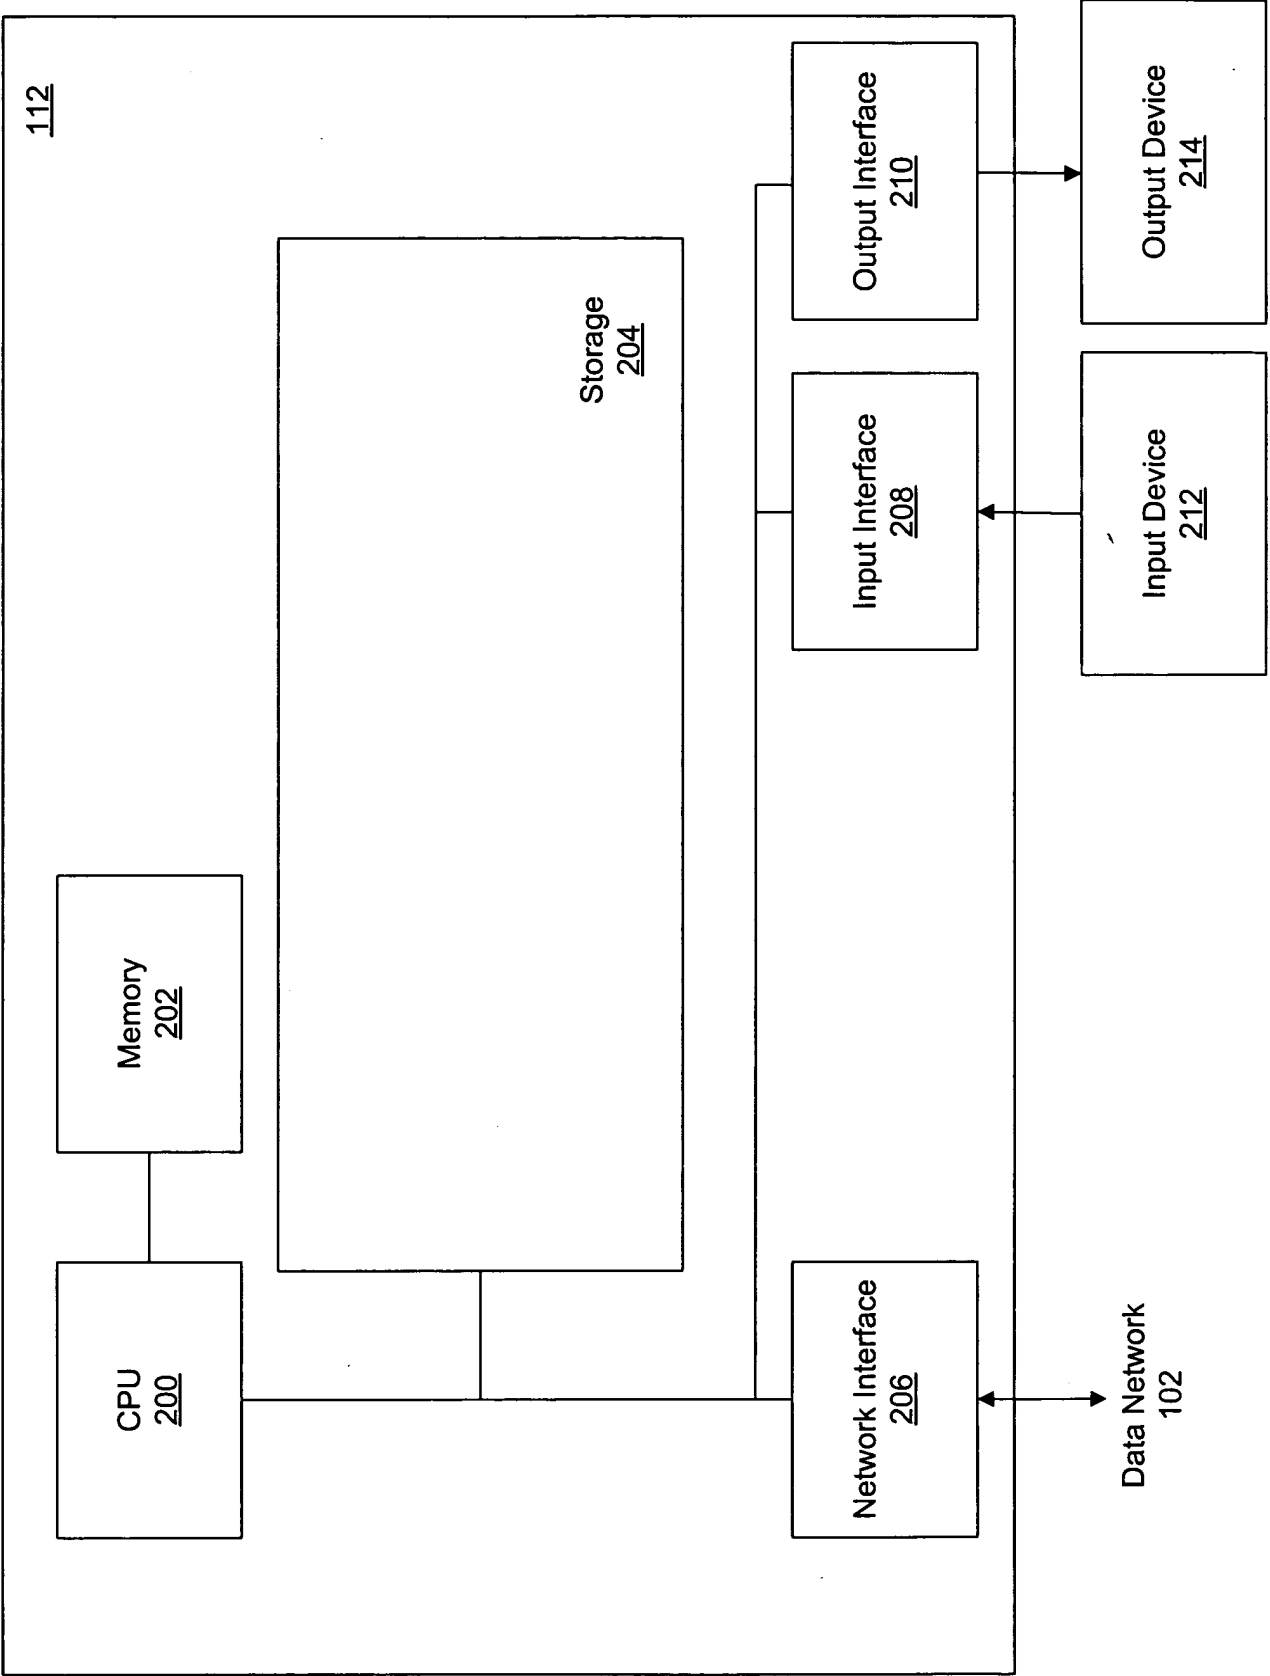 112
CPU
200
Memory
202
Storage
204
Network Interface
206
Input Interface
208
Output Interface
210
Data Network
102
Input Device
212
Output Device
214